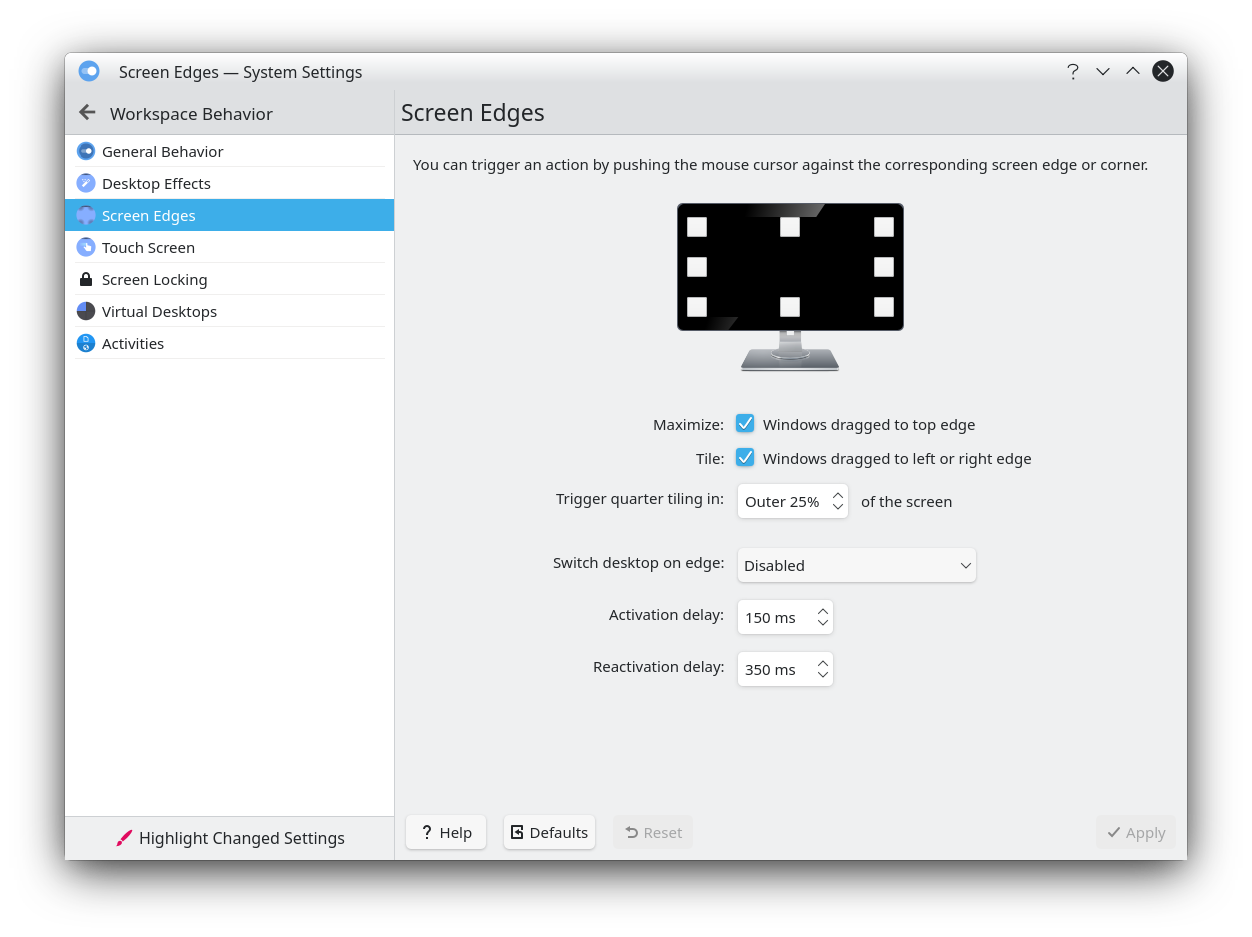 Screen Edges — System Settings
Workspace Behavior
Screen Edges
General Behavior
Desktop Effects
Screen Edges
Touch Screen
Screen Locking
Virtual Desktops
Activities
You can trigger an action by pushing the mouse cursor against the corresponding screen edge or corner.
Maximize: Windows dragged to top edge
Tile: Windows dragged to left or right edge
Trigger quarter tiling in: Outer 25% of the screen
Switch desktop on edge: Disabled
Activation delay: 150 ms
Reactivation delay: 350 ms
Highlight Changed Settings
? Help Defaults Reset Apply